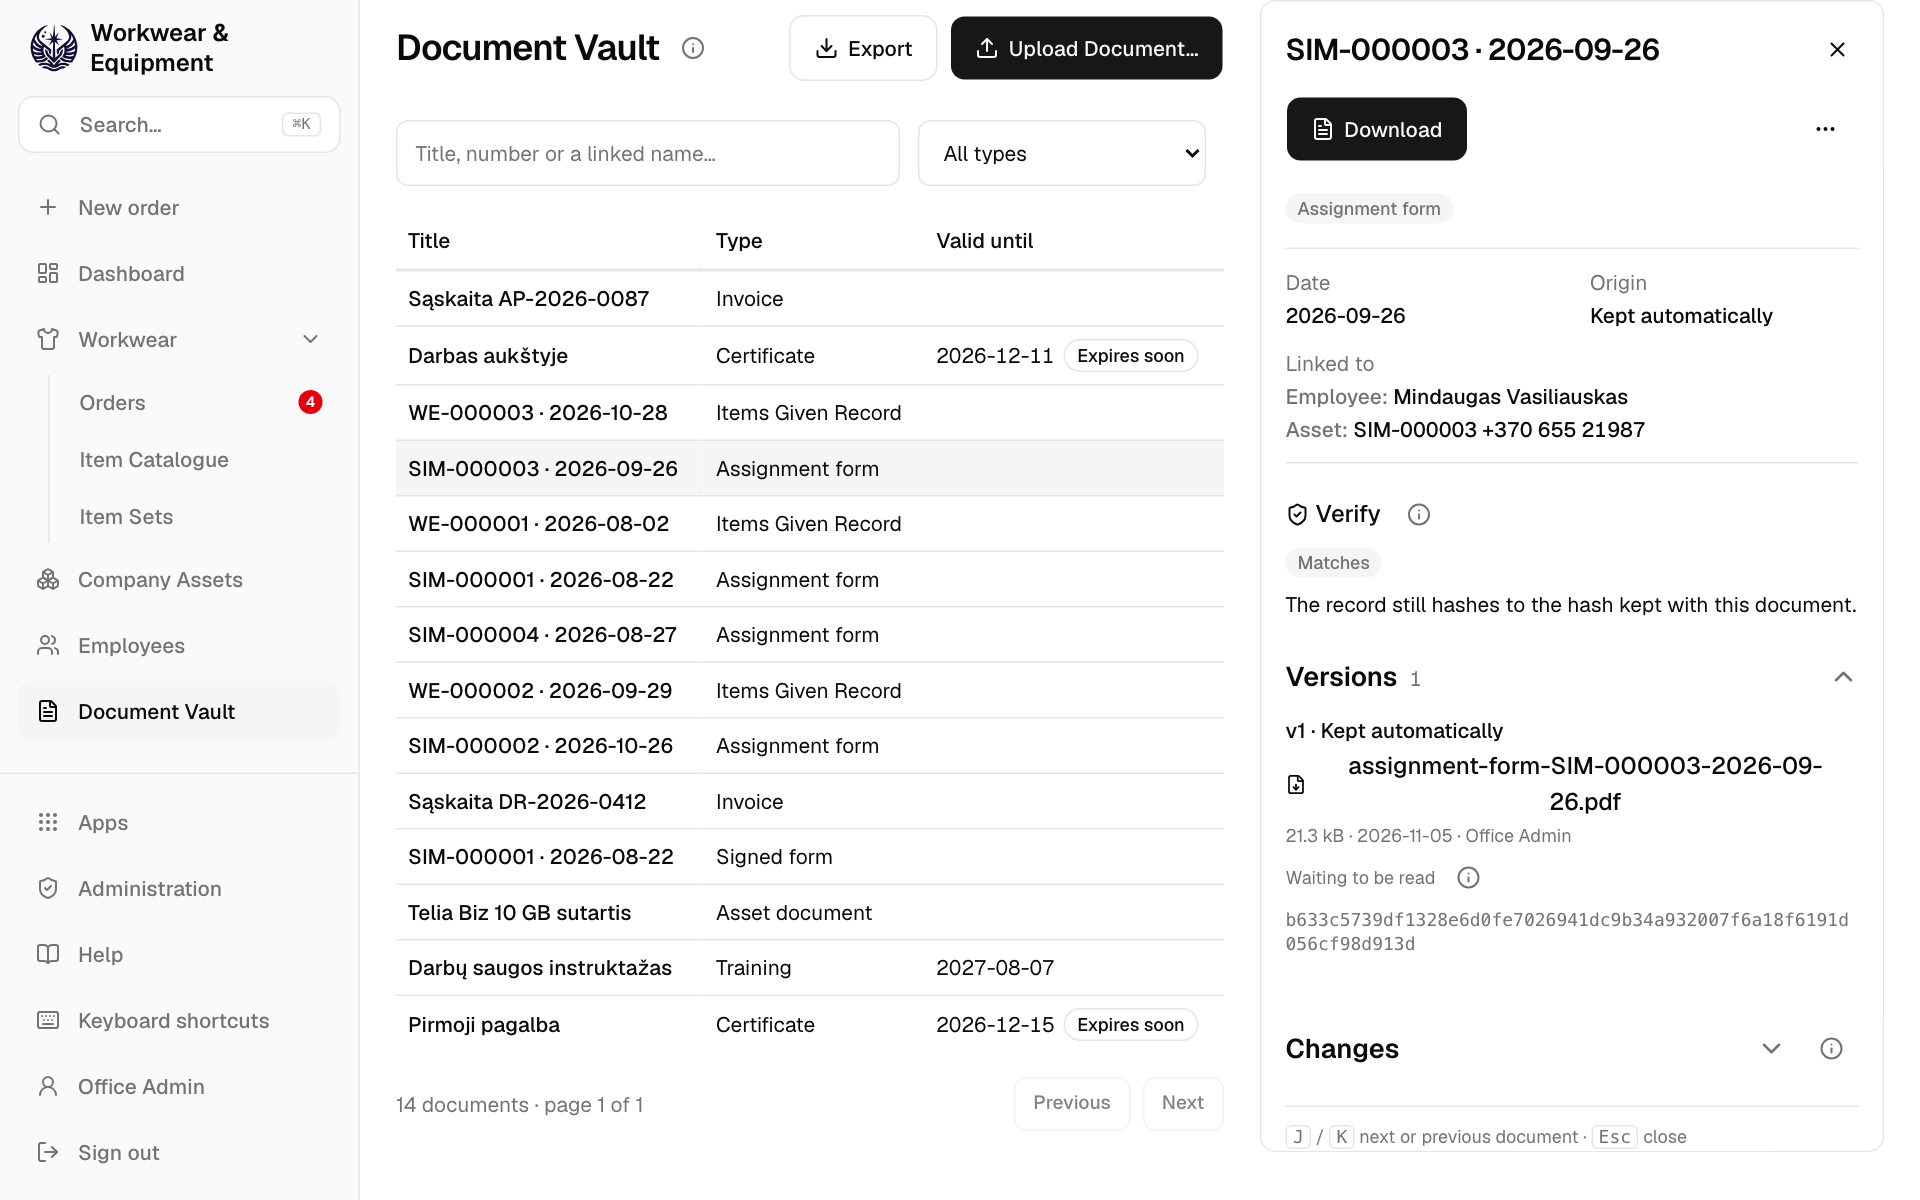 Workwear &
Equipment
Search...
⌘K
New order
Dashboard
Workwear
Orders
4
Item Catalogue
Item Sets
Company Assets
Employees
Document Vault
Apps
Administration
Help
Keyboard shortcuts
Office Admin
Sign out
Document Vault
Export
Upload Document...
Title, number or a linked name...
All types
Title Type Valid until
Sąskaita AP-2026-0087 Invoice
Darbas aukštyje Certificate 2026-12-11 Expires soon
WE-000003 · 2026-10-28 Items Given Record
SIM-000003 · 2026-09-26 Assignment form
WE-000001 · 2026-08-02 Items Given Record
SIM-000001 · 2026-08-22 Assignment form
SIM-000004 · 2026-08-27 Assignment form
WE-000002 · 2026-09-29 Items Given Record
SIM-000002 · 2026-10-26 Assignment form
Sąskaita DR-2026-0412 Invoice
SIM-000001 · 2026-08-22 Signed form
Telia Biz 10 GB sutartis Asset document
Darbų saugos instruktažas Training 2027-08-07
Pirmoji pagalba Certificate 2026-12-15 Expires soon
14 documents · page 1 of 1
Previous Next
SIM-000003 · 2026-09-26
Download
Assignment form
Date Origin
2026-09-26 Kept automatically
Linked to
Employee: Mindaugas Vasiliauskas
Asset: SIM-000003 +370 655 21987
Verify
Matches
The record still hashes to the hash kept with this document.
Versions 1
v1 · Kept automatically
assignment-form-SIM-000003-2026-09-
26.pdf
21.3 kB · 2026-11-05 · Office Admin
Waiting to be read
b633c5739df1328e6d0fe7026941dc9b34a932007f6a18f6191d
056cf98d913d
Changes
J / K next or previous document · Esc close